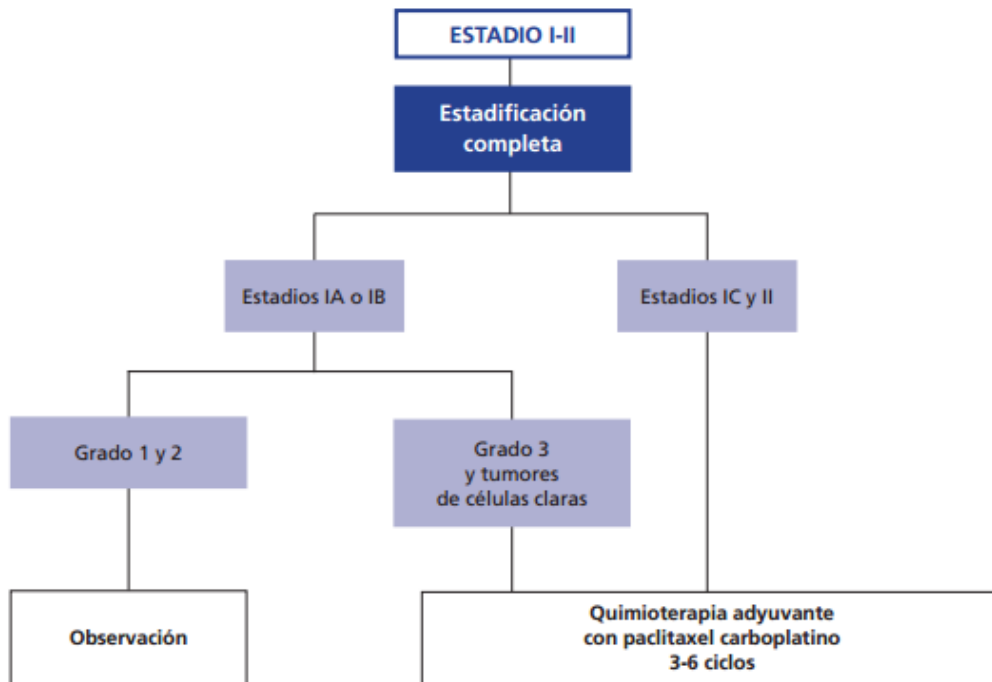 ESTADIO I-II
Estadificación
completa
Estadios IA o IB
Estadios IC y II
Grado 1 y 2
Grado 3
y tumores
de células claras
Observación
Quimioterapia adyuvante
con paclitaxel carboplatino
3-6 ciclos